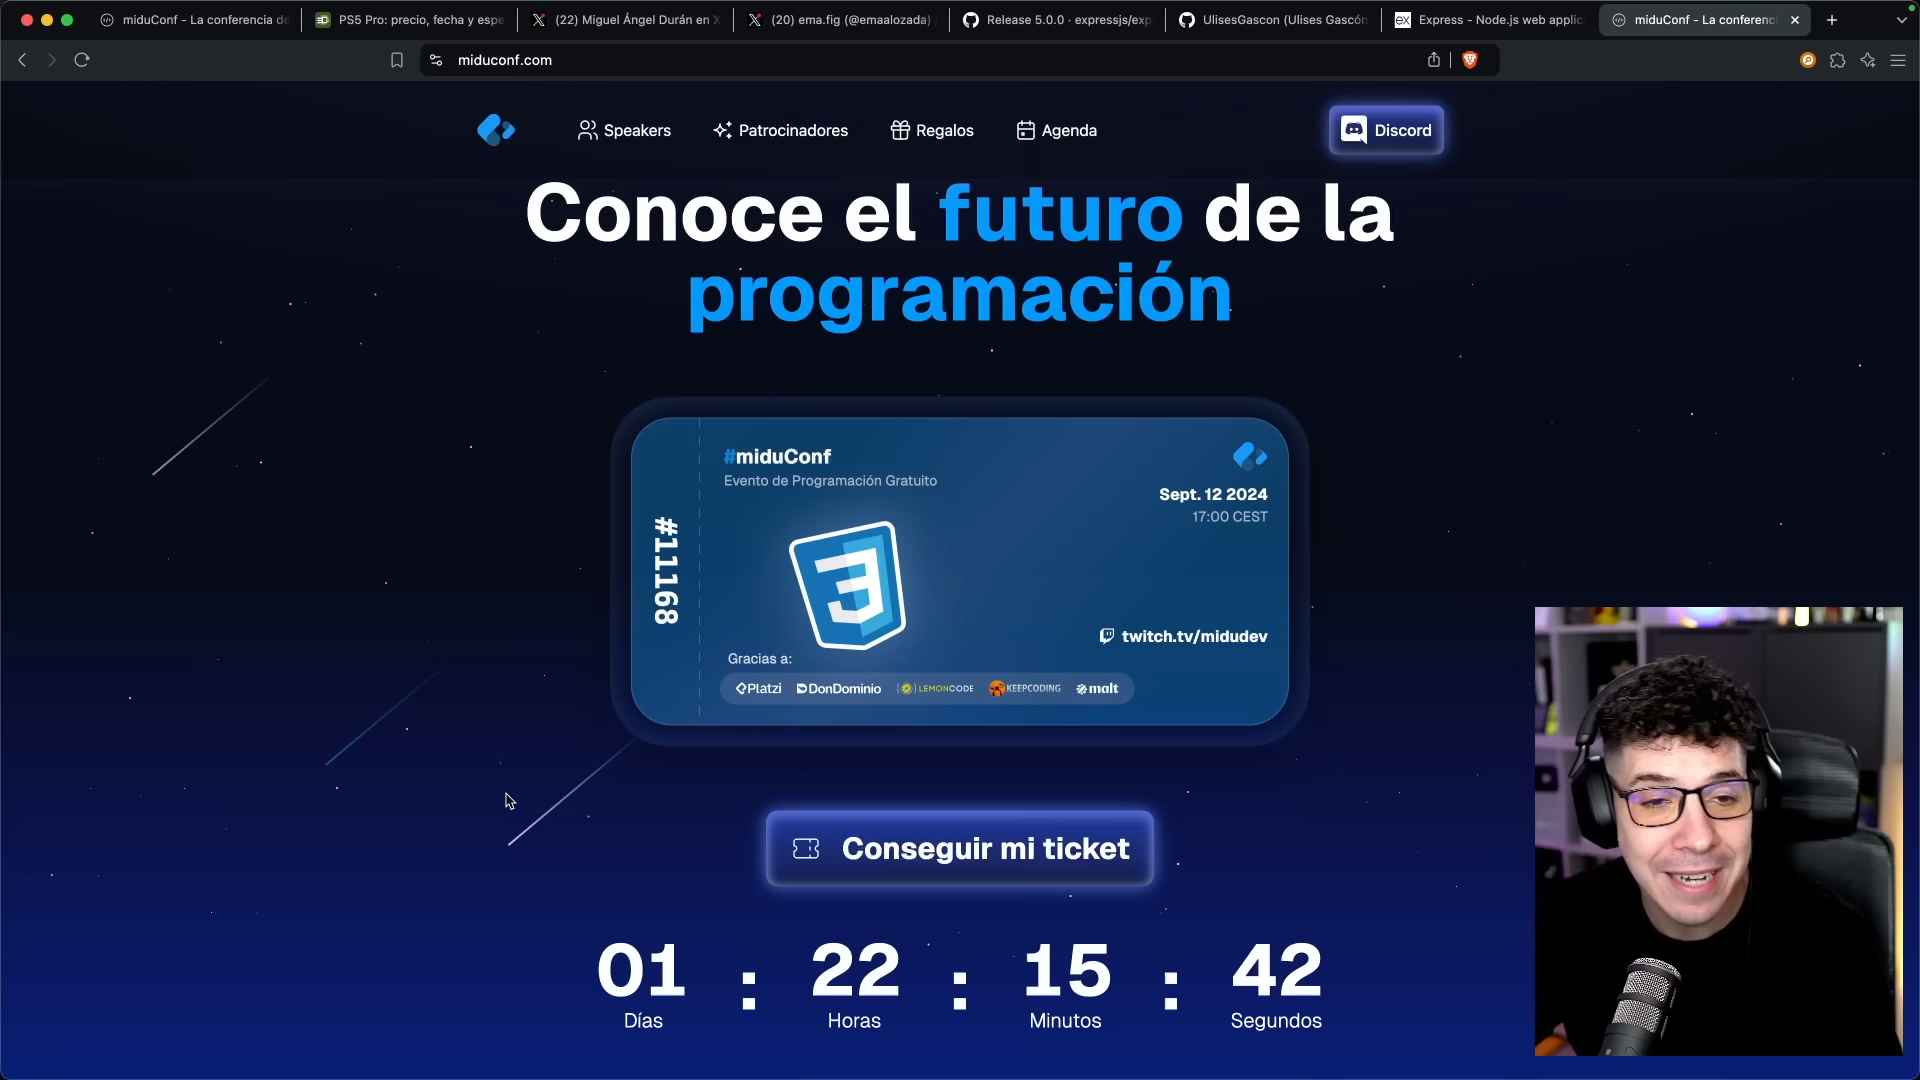 miduConf - La conferencia de
PS5 Pro: precio, fecha y espe
(22) Miguel Ángel Durán en X
(20) ema.fig (@emaalozada) /
Release 5.0.0 · expressjs/exp
UlisesGascon (Ulises Gascón
Express - Node.js web applic
miduConf - La conferenci
miduconf.com
Speakers
Patrocinadores
Regalos
Agenda
Discord
Conoce el futuro de la
programación
#11168
#miduConf
Evento de Programación Gratuito
Sept. 12 2024
17:00 CEST
twitch.tv/midudev
Gracias a:
Platzi DonDominio LEMONCODE KEEPCODING malt
Conseguir mi ticket
01 : 22 : 15 : 42
Días Horas Minutos Segundos